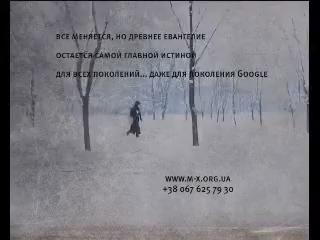 все меняется, но древнее евангелие
остается самой главной истиной
для всех поколений... даже для поколения Google
www.m-x.org.ua
+38 067 625 79 30